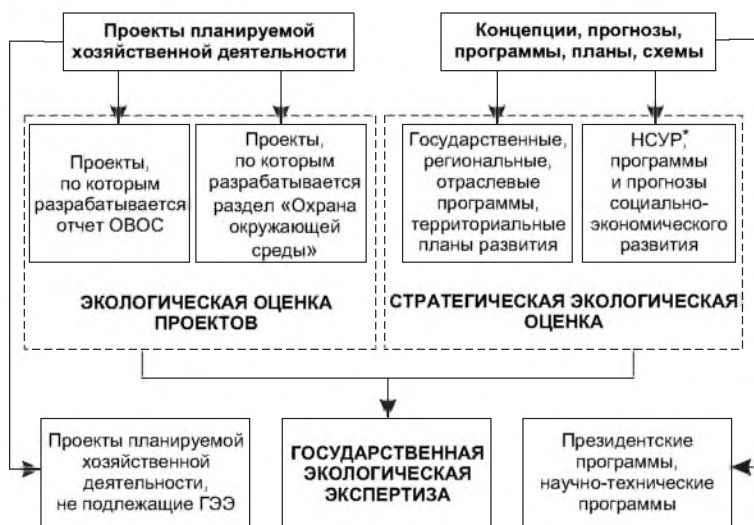 Проекты планируемой
хозяйственной деятельности
Концепции, прогнозы,
программы, планы, схемы
Проекты,
по которым
разрабатывается
отчет ОВОС
Проекты,
по которым
разрабатывается
раздел «Охрана
окружающей
среды»
Государственные,
региональные,
отраслевые
программы,
территориальные
планы развития
НСУР,*
программы
и прогнозы
социально-
экономического
развития
ЭКОЛОГИЧЕСКАЯ ОЦЕНКА
ПРОЕКТОВ
СТРАТЕГИЧЕСКАЯ ЭКОЛОГИЧЕСКАЯ
ОЦЕНКА
Проекты планируемой
хозяйственной
деятельности,
не подлежащие ГЭЭ
ГОСУДАРСТВЕННАЯ
ЭКОЛОГИЧЕСКАЯ
ЭКСПЕРТИЗА
Президентские
программы,
научно-технические
программы